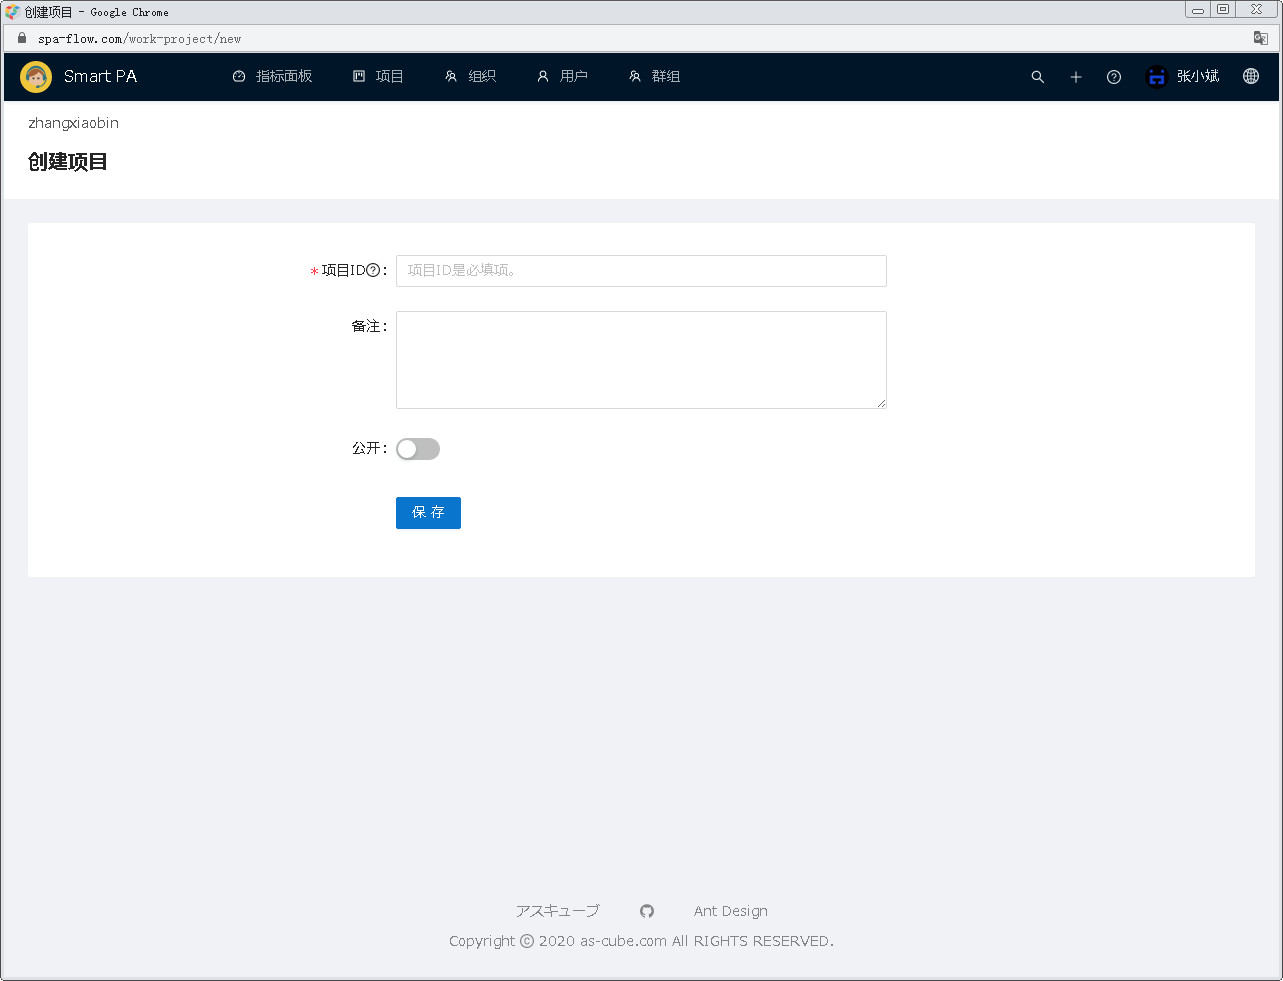 创建项目 - Google Chrome
spa-flow.com/work-project/new
Smart PA 指标面板 项目 组织 用户 群组 张小斌
zhangxiaobin
创建项目
* 项目ID : 项目ID是必填项。
备注 :
公开 :
保 存
アスキューブ Ant Design
Copyright © 2020 as-cube.com All RIGHTS RESERVED.